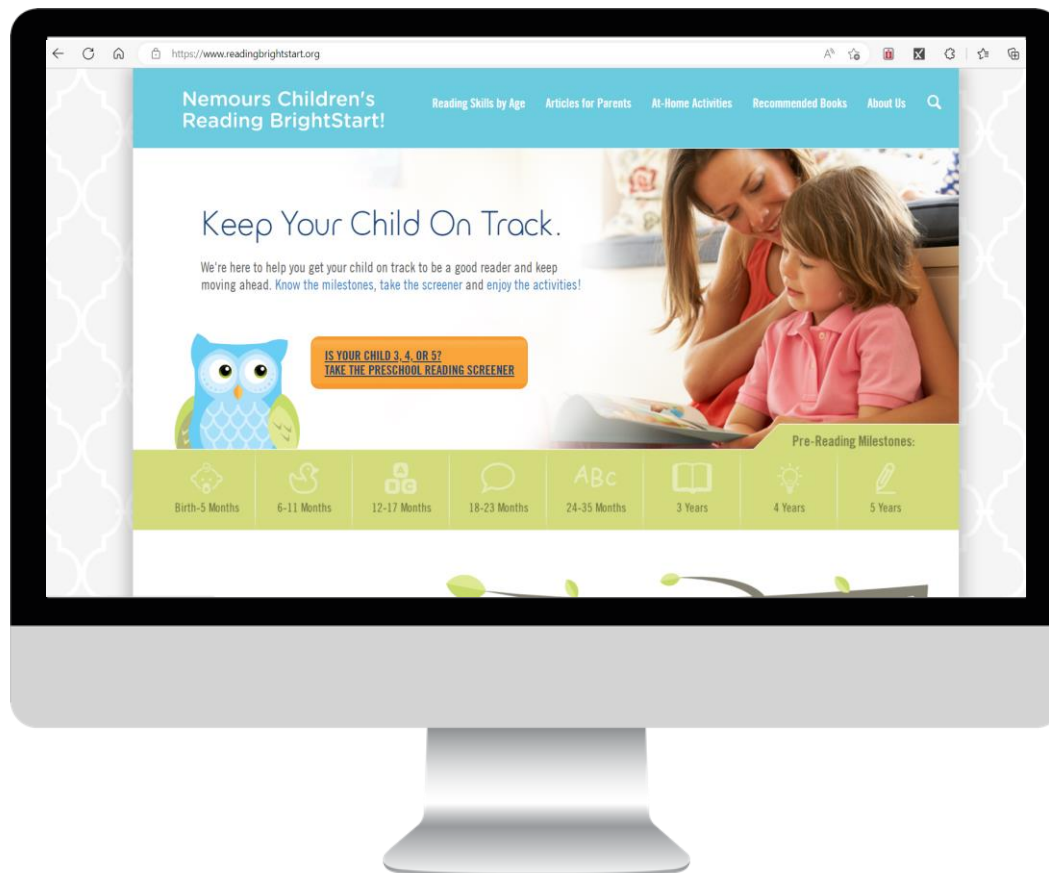 https://www.readingbrightstart.org
Nemours Children's
Reading BrightStart!
Reading Skills by Age
Articles for Parents
At-Home Activities
Recommended Books
About Us
Keep Your Child On Track.
We're here to help you get your child on track to be a good reader and keep
moving ahead. Know the milestones, take the screener and enjoy the activities!
IS YOUR CHILD 3, 4, OR 5?
TAKE THE PRESCHOOL READING SCREENER
Pre-Reading Milestones:
ABC
Birth-5 Months
6-11 Months
12-17 Months
18-23 Months
24-35 Months
3 Years
4 Years
5 Years